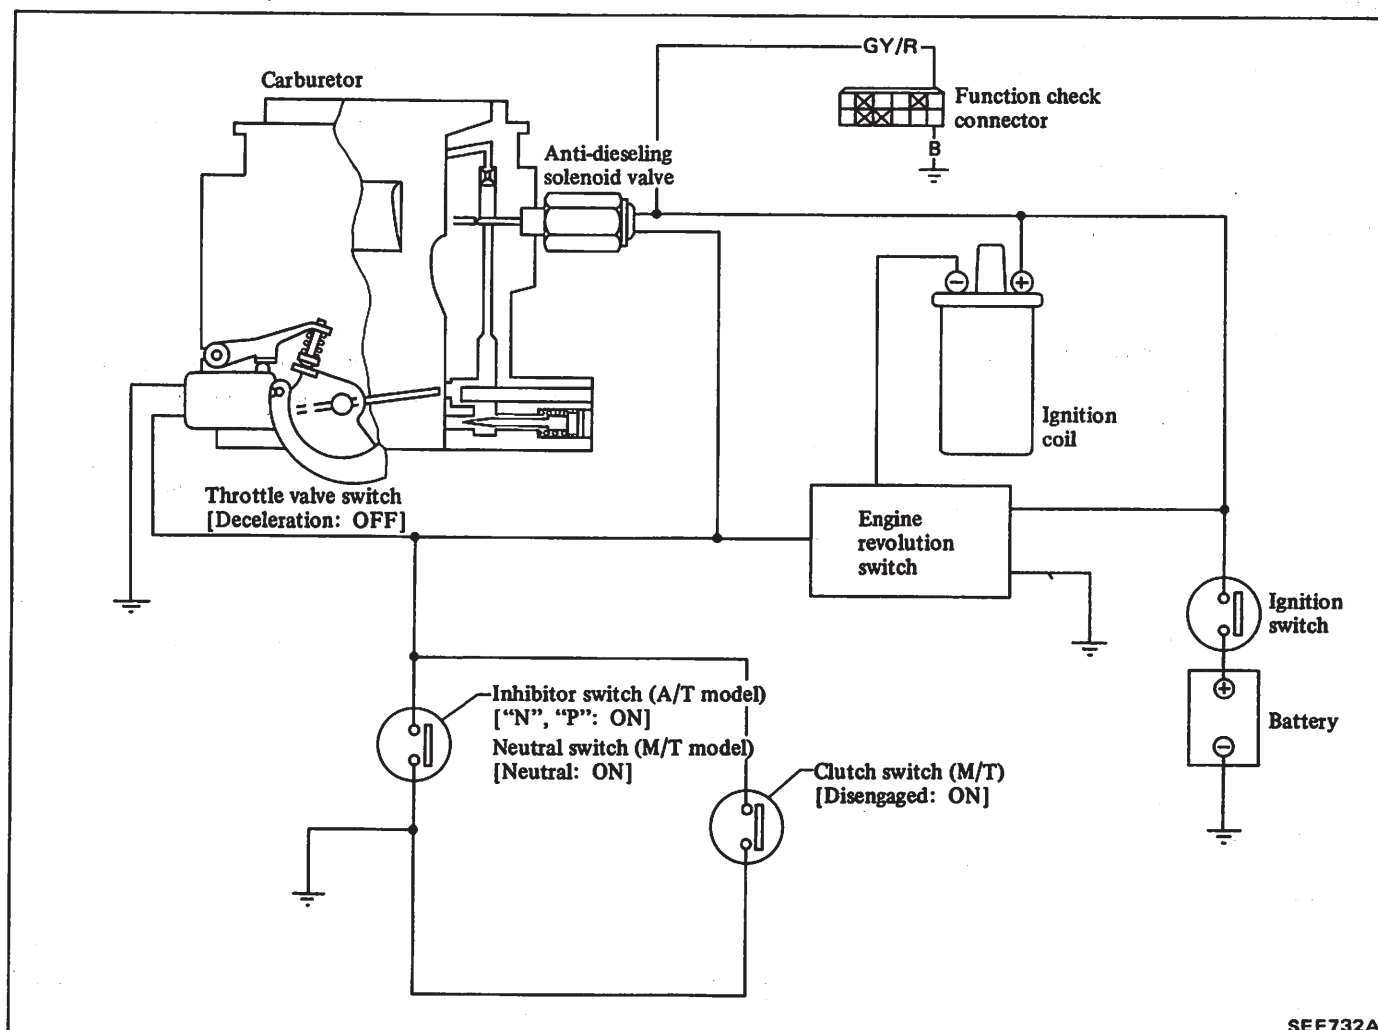 GY/R
Carburetor
Function check
connector
B
Anti-dieseling
solenoid valve
− +
Ignition
coil
Throttle valve switch
[Deceleration: OFF]
Engine
revolution
switch
Ignition
switch
+
Battery
−
Inhibitor switch (A/T model)
["N", "P": ON]
Neutral switch (M/T model)
[Neutral: ON]
Clutch switch (M/T)
[Disengaged: ON]
SEF732A